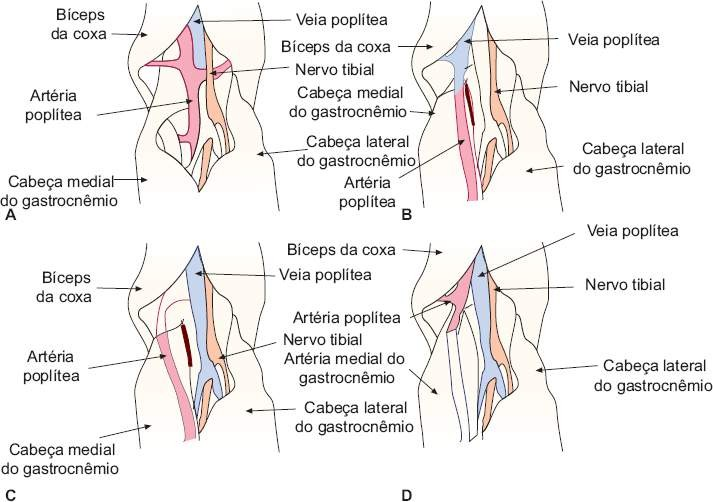 Bíceps
da coxa
Veia poplítea
Nervo tibial
Artéria
poplítea
Cabeça lateral
do gastrocnêmio
Cabeça medial
do gastrocnêmio
A
Bíceps da coxa
Veia poplítea
Cabeça medial
do gastrocnêmio
Nervo tibial
Cabeça lateral
do gastrocnêmio
Artéria
poplítea
B
Bíceps
da coxa
Veia poplítea
Nervo tibial
Artéria
poplítea
Cabeça lateral
do gastrocnêmio
Cabeça medial
do gastrocnêmio
C
Bíceps da coxa
Veia poplítea
Nervo tibial
Artéria poplítea
Artéria medial do
gastrocnêmio
Cabeça lateral
do gastrocnêmio
D